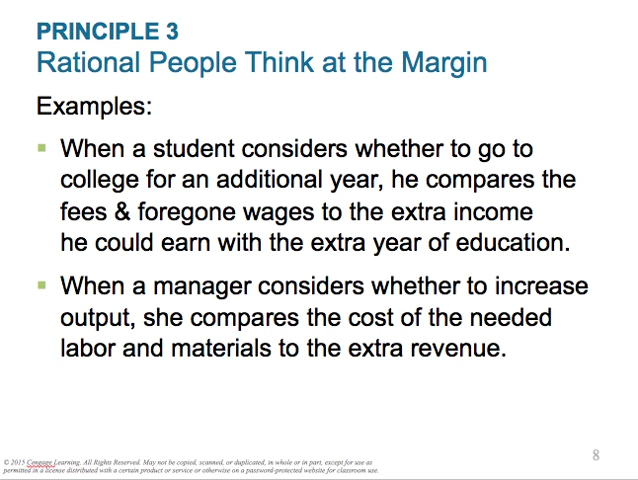 PRINCIPLE 3
Rational People Think at the Margin
Examples:
When a student considers whether to go to
college for an additional year, he compares the
fees & foregone wages to the extra income
he could earn with the extra year of education.
When a manager considers whether to increase
output, she compares the cost of the needed
labor and materials to the extra revenue.
© 2015 Cengage Learning. All Rights Reserved. May not be copied, scanned, or duplicated, in whole or in part, except for use as
permitted in a license distributed with a certain product or service or otherwise on a password-protected website for classroom use.
8